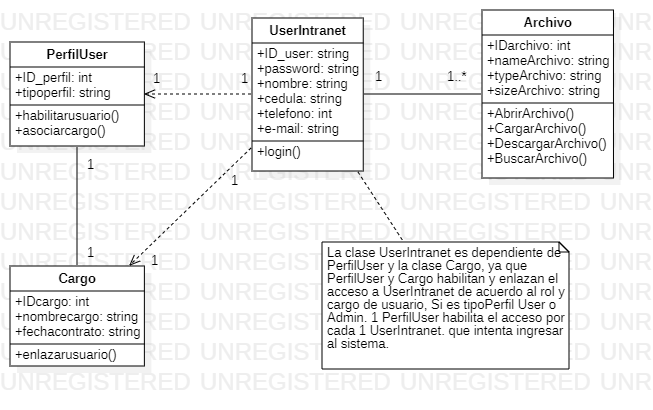 PerfilUser
+ID_perfil: int
+tipoperfil: string
+habilitarusuario()
+asociarcargo()
UserIntranet
+ID_user: string
+password: string
+nombre: string
+cedula: string
+telefono: int
+e-mail: string
+login()
Archivo
+IDarchivo: int
+nameArchivo: string
+typeArchivo: string
+sizeArchivo: string
+AbrirArchivo()
+CargarArchivo()
+DescargarArchivo()
+BuscarArchivo()
1
1
1
1..*
1
1
1
1
Cargo
+IDcargo: int
+nombrecargo: string
+fechacontrato: string
+enlazarusuario()
La clase UserIntranet es dependiente de
PerfilUser y la clase Cargo, ya que
PerfilUser y Cargo habilitan y enlazan el
acceso a UserIntranet de acuerdo al rol y
cargo de usuario, Si es tipoPerfil User o
Admin. 1 PerfilUser habilita el acceso por
cada 1 UserIntranet. que intenta ingresar
al sistema.
UNREGISTERED